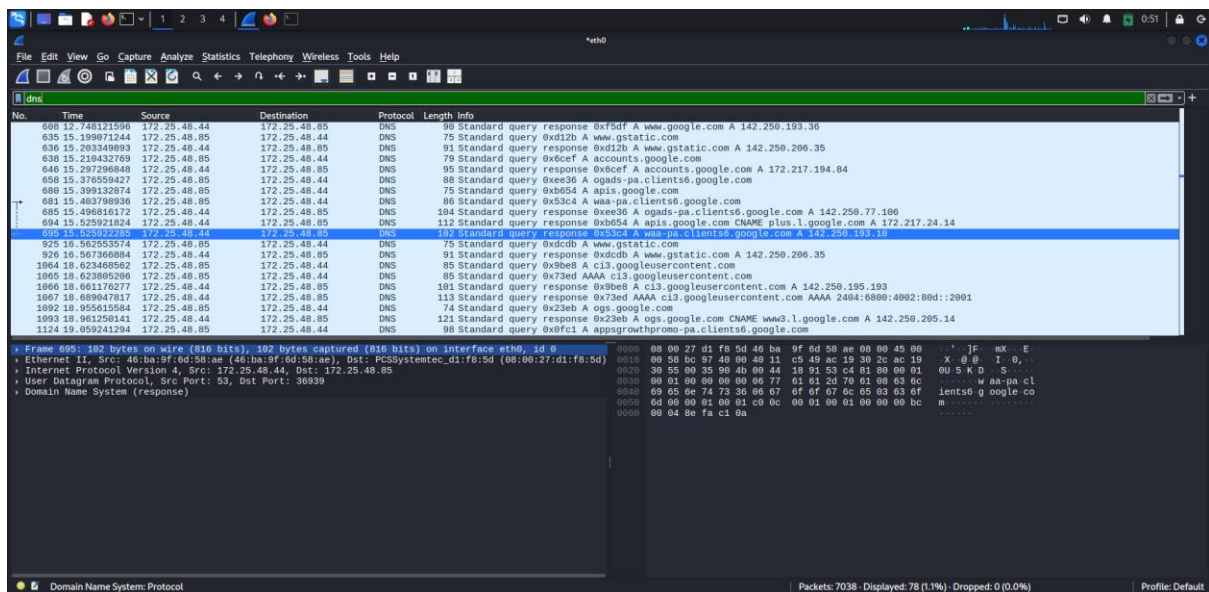 1 2 3 4 0:51
*eth0
File Edit View Go Capture Analyze Statistics Telephony Wireless Tools Help
dns
No. Time Source Destination Protocol Length Info
608 12.748121596 172.25.48.44 172.25.48.85 DNS 90 Standard query response 0xf5df A www.google.com A 142.250.193.36
635 15.199071244 172.25.48.85 172.25.48.44 DNS 75 Standard query 0xd12b A www.gstatic.com
636 15.203349893 172.25.48.44 172.25.48.85 DNS 91 Standard query response 0xd12b A www.gstatic.com A 142.250.206.35
638 15.210432769 172.25.48.85 172.25.48.44 DNS 79 Standard query 0x6cef A accounts.google.com
646 15.297296848 172.25.48.44 172.25.48.85 DNS 95 Standard query response 0x6cef A accounts.google.com A 172.217.194.84
658 15.376559427 172.25.48.85 172.25.48.44 DNS 88 Standard query 0xee36 A ogads-pa.clients6.google.com
680 15.399132874 172.25.48.85 172.25.48.44 DNS 75 Standard query 0xb654 A apis.google.com
681 15.403798936 172.25.48.85 172.25.48.44 DNS 86 Standard query 0x53c4 A waa-pa.clients6.google.com
685 15.496816172 172.25.48.44 172.25.48.85 DNS 104 Standard query response 0xee36 A ogads-pa.clients6.google.com A 142.250.77.106
694 15.525921824 172.25.48.44 172.25.48.85 DNS 112 Standard query response 0xb654 A apis.google.com CNAME plus.l.google.com A 172.217.24.14
695 15.525922285 172.25.48.44 172.25.48.85 DNS 102 Standard query response 0x53c4 A waa-pa.clients6.google.com A 142.250.193.10
925 16.562553574 172.25.48.85 172.25.48.44 DNS 75 Standard query 0xdcdb A www.gstatic.com
926 16.567366884 172.25.48.44 172.25.48.85 DNS 91 Standard query response 0xdcdb A www.gstatic.com A 142.250.206.35
1064 18.623468562 172.25.48.85 172.25.48.44 DNS 85 Standard query 0x9be8 A ci3.googleusercontent.com
1065 18.623805206 172.25.48.85 172.25.48.44 DNS 85 Standard query 0x73ed AAAA ci3.googleusercontent.com
1066 18.661176277 172.25.48.44 172.25.48.85 DNS 101 Standard query response 0x9be8 A ci3.googleusercontent.com A 142.250.195.193
1067 18.689047817 172.25.48.44 172.25.48.85 DNS 113 Standard query response 0x73ed AAAA ci3.googleusercontent.com AAAA 2404:6800:4002:80d::2001
1092 18.955615584 172.25.48.85 172.25.48.44 DNS 74 Standard query 0x23eb A ogs.google.com
1093 18.961250141 172.25.48.44 172.25.48.85 DNS 121 Standard query response 0x23eb A ogs.google.com CNAME www3.l.google.com A 142.250.205.14
1124 19.059241294 172.25.48.85 172.25.48.44 DNS 98 Standard query 0x0fc1 A appsgrowthpromo-pa.clients6.google.com
Frame 695: 102 bytes on wire (816 bits), 102 bytes captured (816 bits) on interface eth0, id 0
Ethernet II, Src: 46:ba:9f:6d:58:ae (46:ba:9f:6d:58:ae), Dst: PCSSystemtec_d1:f8:5d (08:00:27:d1:f8:5d)
Internet Protocol Version 4, Src: 172.25.48.44, Dst: 172.25.48.85
User Datagram Protocol, Src Port: 53, Dst Port: 36939
Domain Name System (response)
0000 08 00 27 d1 f8 5d 46 ba 9f 6d 58 ae 08 00 45 00 ··'··]F· ·mX···E·
0010 00 58 bc 97 40 00 40 11 c5 49 ac 19 30 2c ac 19 ·X··@·@· ·I··0,··
0020 30 55 00 35 90 4b 00 44 18 91 53 c4 81 80 00 01 0U·5·K·D ··S·····
0030 00 01 00 00 00 00 06 77 61 61 2d 70 61 08 63 6c ·······w aa-pa·cl
0040 69 65 6e 74 73 36 06 67 6f 6f 67 6c 65 03 63 6f ients6·g oogle·co
0050 6d 00 00 01 00 01 c0 0c 00 01 00 01 00 00 00 bc m······· ········
0060 00 04 8e fa c1 0a ······
Domain Name System: Protocol Packets: 7038 · Displayed: 78 (1.1%) · Dropped: 0 (0.0%) Profile: Default